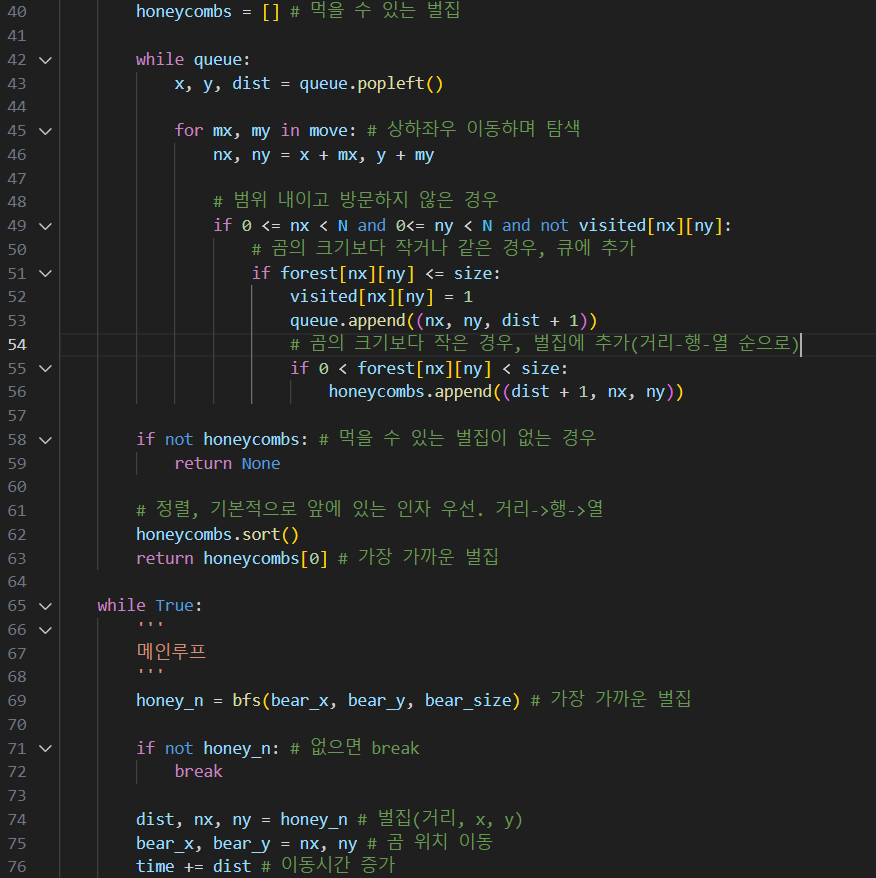 40 honeycombs = [] # 먹을 수 있는 벌집
41
42 while queue:
43 x, y, dist = queue.popleft()
44
45 for mx, my in move: # 상하좌우 이동하며 탐색
46 nx, ny = x + mx, y + my
47
48 # 범위 내이고 방문하지 않은 경우
49 if 0 <= nx < N and 0<= ny < N and not visited[nx][ny]:
50 # 곰의 크기보다 작거나 같은 경우, 큐에 추가
51 if forest[nx][ny] <= size:
52 visited[nx][ny] = 1
53 queue.append((nx, ny, dist + 1))
54 # 곰의 크기보다 작은 경우, 벌집에 추가(거리-행-열 순으로)
55 if 0 < forest[nx][ny] < size:
56 honeycombs.append((dist + 1, nx, ny))
57
58 if not honeycombs: # 먹을 수 있는 벌집이 없는 경우
59 return None
60
61 # 정렬, 기본적으로 앞에 있는 인자 우선. 거리->행->열
62 honeycombs.sort()
63 return honeycombs[0] # 가장 가까운 벌집
64
65 while True:
66 '''
67 메인루프
68 '''
69 honey_n = bfs(bear_x, bear_y, bear_size) # 가장 가까운 벌집
70
71 if not honey_n: # 없으면 break
72 break
73
74 dist, nx, ny = honey_n # 벌집(거리, x, y)
75 bear_x, bear_y = nx, ny # 곰 위치 이동
76 time += dist # 이동시간 증가